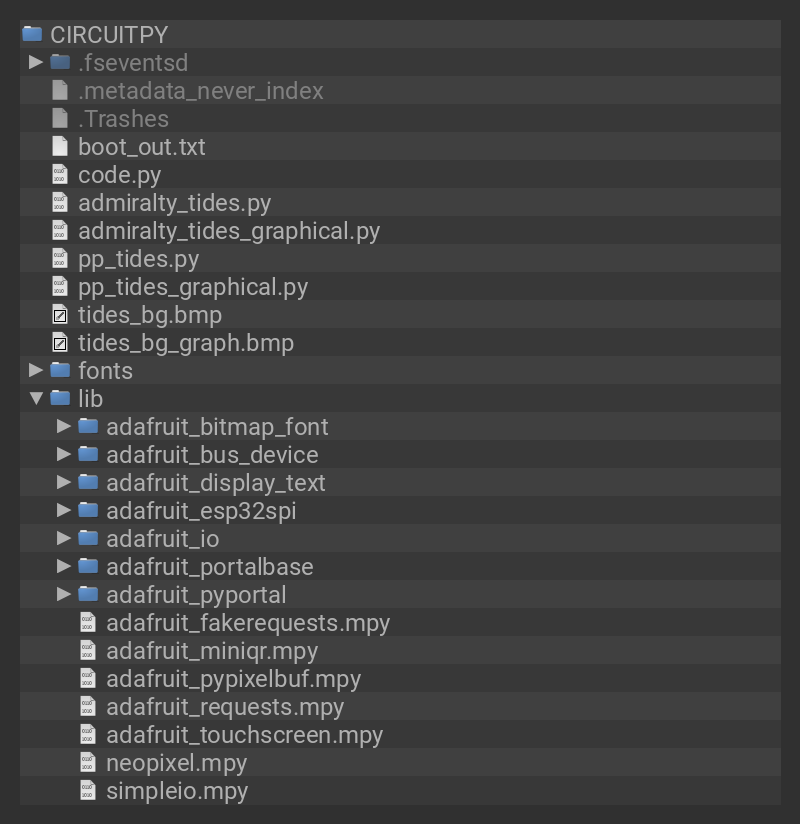 CIRCUITPY
.fseventsd
.metadata_never_index
.Trashes
boot_out.txt
code.py
admiralty_tides.py
admiralty_tides_graphical.py
pp_tides.py
pp_tides_graphical.py
tides_bg.bmp
tides_bg_graph.bmp
fonts
lib
adafruit_bitmap_font
adafruit_bus_device
adafruit_display_text
adafruit_esp32spi
adafruit_io
adafruit_portalbase
adafruit_pyportal
adafruit_fakerequests.mpy
adafruit_miniqr.mpy
adafruit_pypixelbuf.mpy
adafruit_requests.mpy
adafruit_touchscreen.mpy
neopixel.mpy
simpleio.mpy